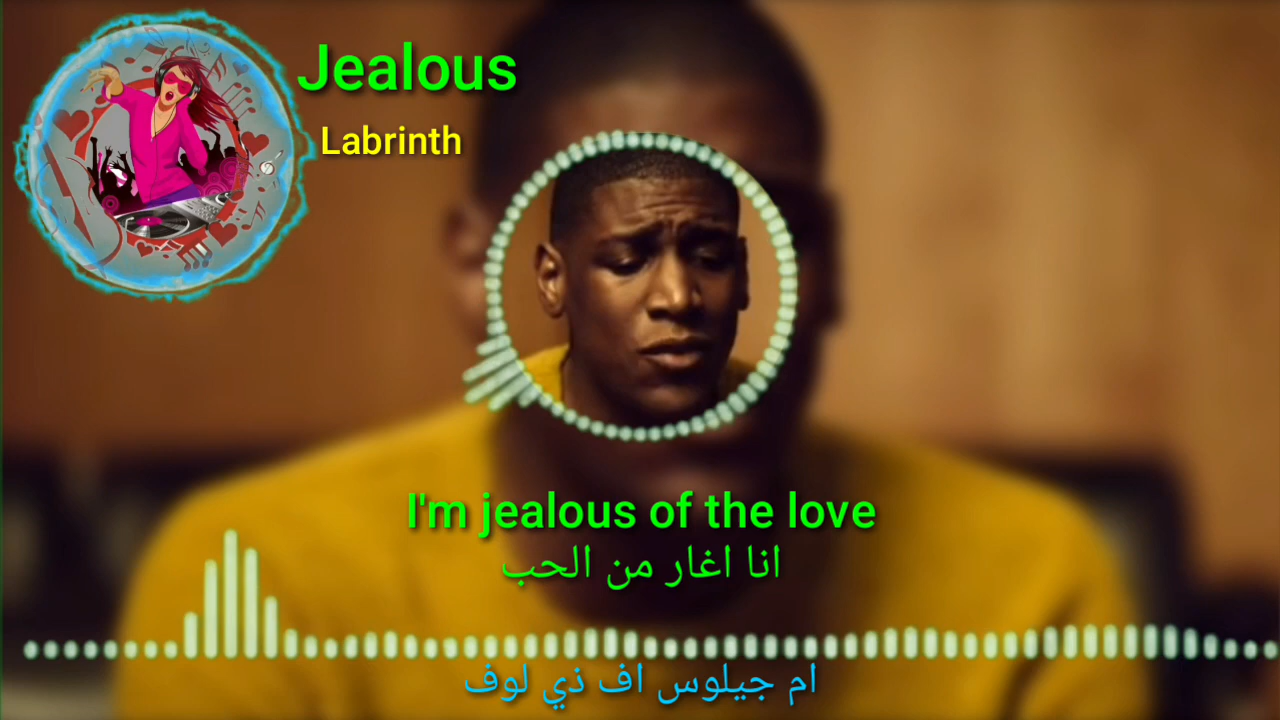 Jealous
Labrinth
I'm jealous of the love
انا اغار من الحب
ام جيلوس اف ذي لوف